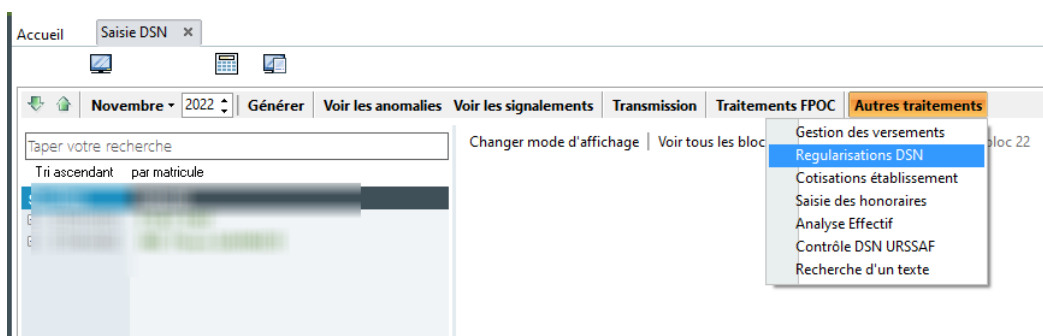 Accueil
Saisie DSN
Novembre 2022 Générer Voir les anomalies Voir les signalements Transmission Traitements FPOC Autres traitements
Taper votre recherche
Changer mode d'affichage | Voir tous les bloc
bloc 22
Tri ascendant par matricule
Gestion des versements
Regularisations DSN
Cotisations établissement
Saisie des honoraires
Analyse Effectif
Contrôle DSN URSSAF
Recherche d'un texte